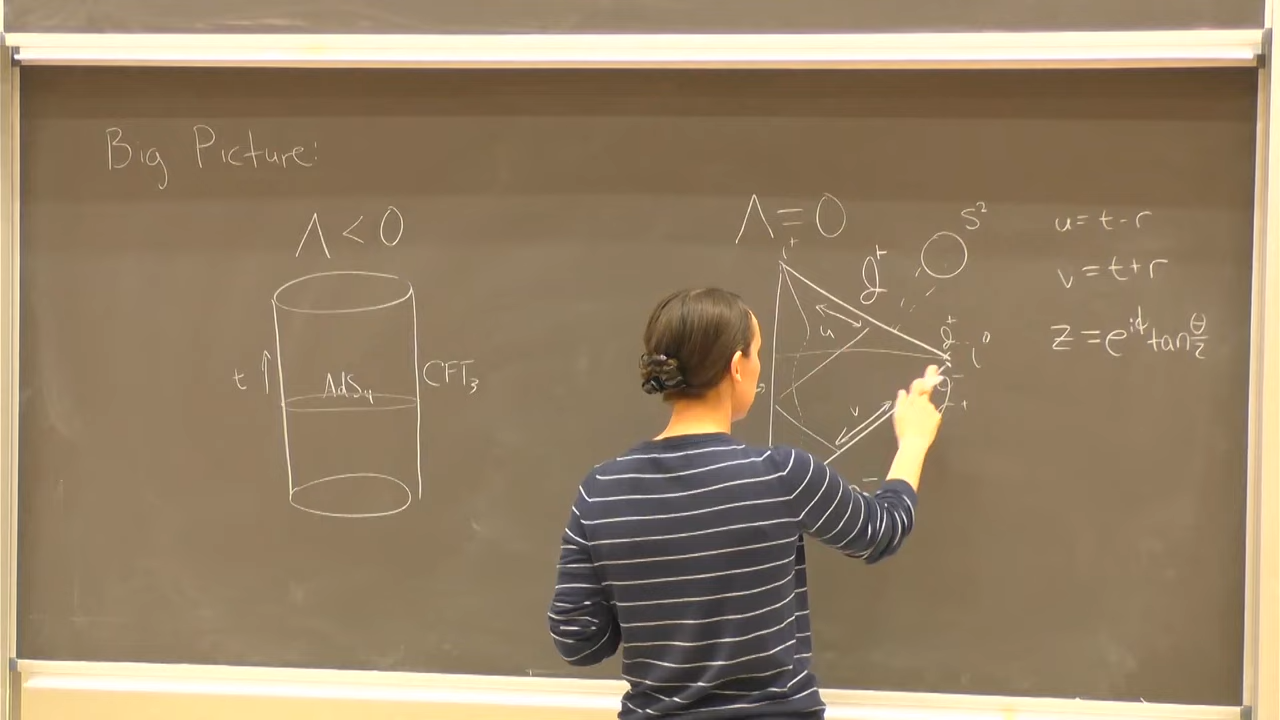 Big Picture:
Λ < 0
t
AdS₄
CFT₃
Λ = 0
i⁺
𝓘⁺
S²
u
𝓘⁺
i⁰
v
u = t - r
v = t + r
z = e^{iϕ} tan θ/2